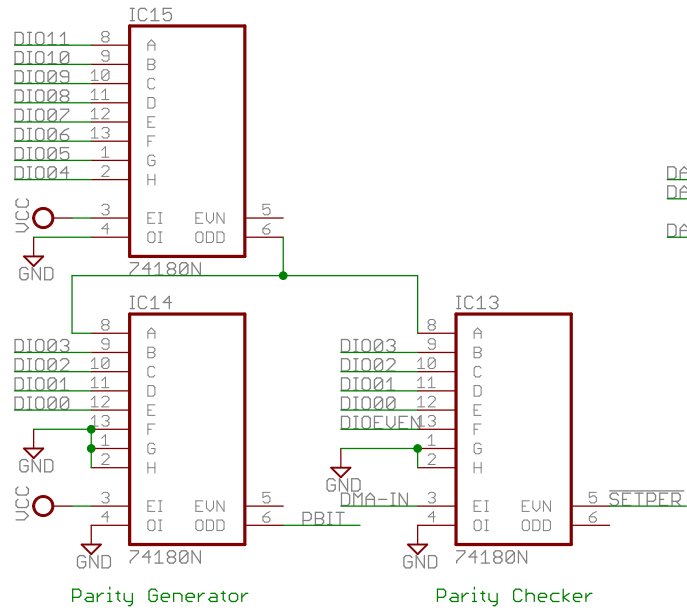 IC15
DIO11 8 A
DIO10 9 B
DIO09 10 C
DIO08 11 D
DIO07 12 E
DIO06 13 F
DIO05 1 G
DIO04 2 H
VCC 3 EI EVN 5
4 OI ODD 6
GND
74180N
DA
DA
DA
IC14
8 A
DIO03 9 B
DIO02 10 C
DIO01 11 D
DIO00 12 E
13 F
1 G
2 H
GND
VCC 3 EI EVN 5
4 OI ODD 6 PBIT
GND
74180N
Parity Generator
IC13
8 A
DIO03 9 B
DIO02 10 C
DIO01 11 D
DIO00 12 E
DIOEVEN 13 F
1 G
2 H
GND
DMA-IN 3 EI EVN 5 SETPER
4 OI ODD 6
GND
74180N
Parity Checker